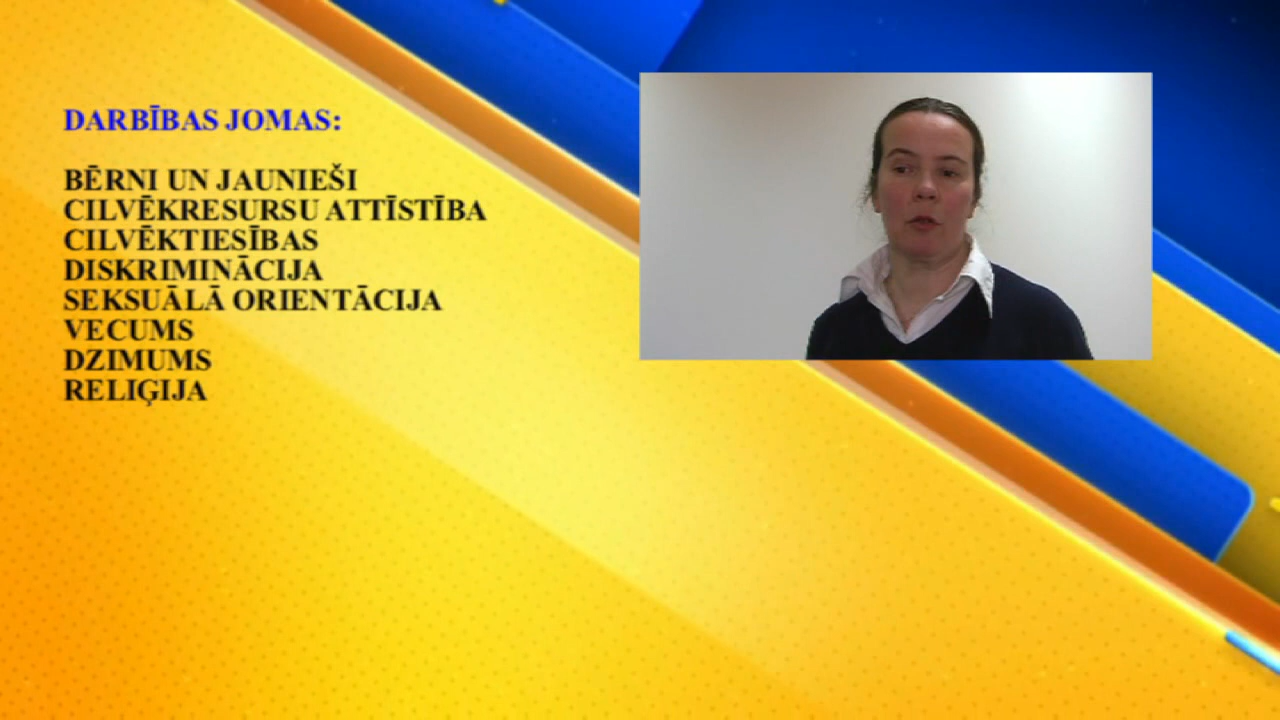 DARBĪBAS JOMAS:
BĒRNI UN JAUNIEŠI
CILVĒKRESURSU ATTĪSTĪBA
CILVĒKTIESĪBAS
DISKRIMINĀCIJA
SEKSUĀLĀ ORIENTĀCIJA
VECUMS
DZIMUMS
RELIĢIJA